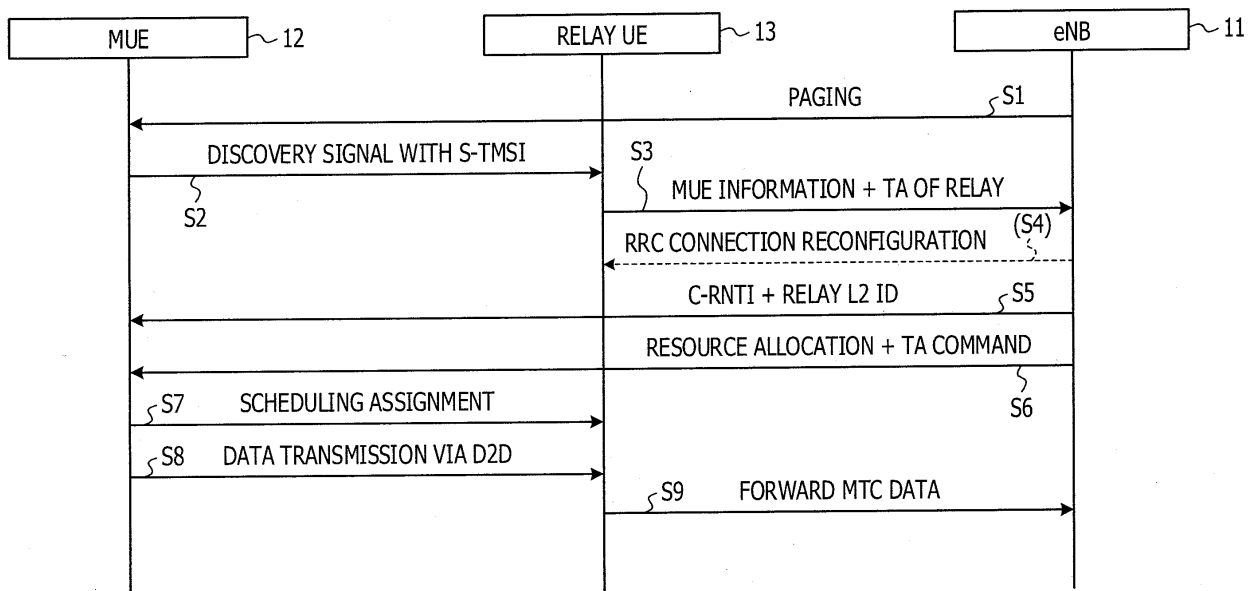 MUE 12
RELAY UE 13
eNB 11
PAGING S1
DISCOVERY SIGNAL WITH S-TMSI
S2
S3
MUE INFORMATION + TA OF RELAY
RRC CONNECTION RECONFIGURATION (S4)
C-RNTI + RELAY L2 ID S5
RESOURCE ALLOCATION + TA COMMAND
S6
S7 SCHEDULING ASSIGNMENT
S8 DATA TRANSMISSION VIA D2D
S9 FORWARD MTC DATA